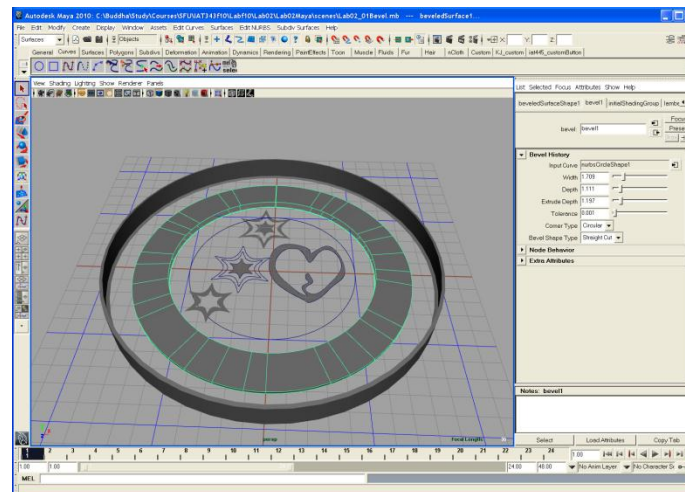 Autodesk Maya 2010: C:\Buddha\Study\Courses\SFU\IAT343f10\Labf10\Lab02\Lab02Maya\scenes\Lab02_01Bevel.mb --- beveledSurface1...
File Edit Modify Create Display Window Assets Edit Curves Surfaces Edit NURBS Subdiv Surfaces Help
Surfaces Objects X: Y: Z:
General Curves Surfaces Polygons Subdivs Deformation Animation Dynamics Rendering PaintEffects Toon Muscle Fluids Fur Hair nCloth Custom KJ_custom
View Shading Lighting Show Renderer Panels
List Selected Focus Attributes Show Help
beveledSurfaceShape1 bevel1 initialShadingGroup
Focus
bevel: bevel1
Bevel History
Input Curve nurbsCircleShape1
Width 1.709
Depth 1.111
Extrude Depth 1.197
Tolerance 0.001
Corner Type Circular
Bevel Shape Type Straight Cut
Node Behavior
Extra Attributes
Notes: bevel1
persp Focal Length:
Select Load Attributes Copy Tab
1 2 3 4 5 6 7 8 9 10 11 12 13 14 15 16 17 18 19 20 21 22 23 24 1.00
1.00 1.00 24.00 48.00 No Anim Layer No Character Se
MEL